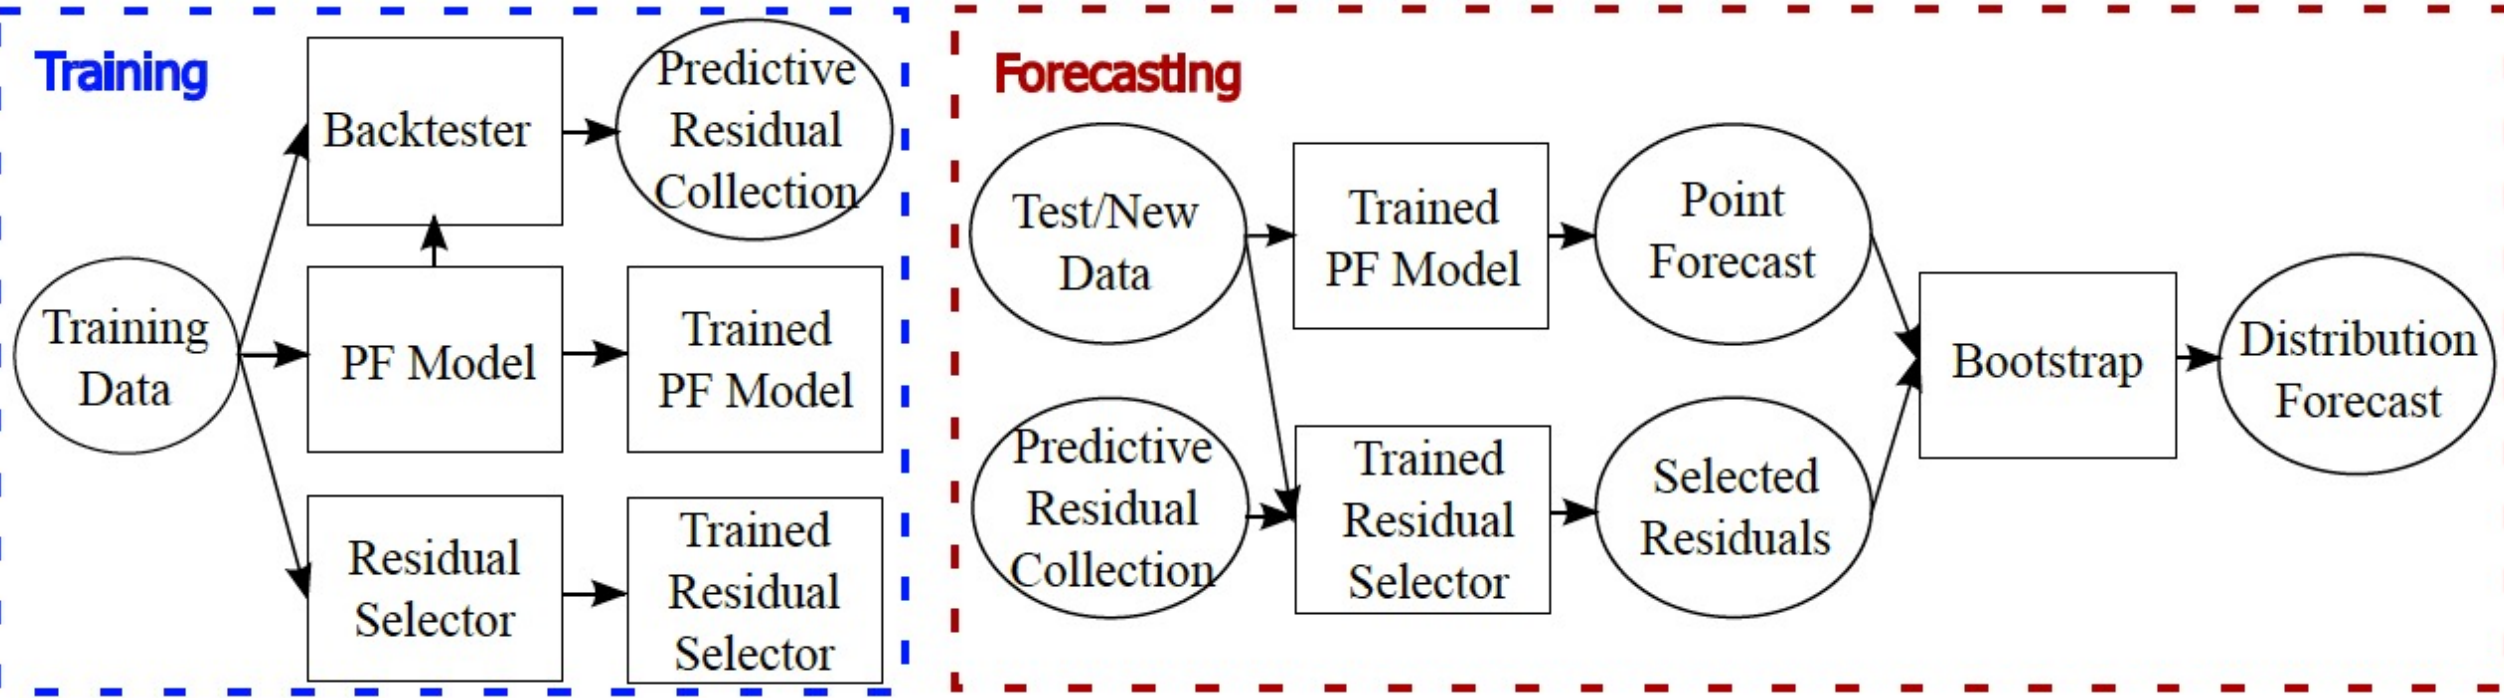 Training
Backtester
Predictive
Residual
Collection
Training
Data
PF Model
Trained
PF Model
Residual
Selector
Trained
Residual
Selector
Forecasting
Test/New
Data
Trained
PF Model
Point
Forecast
Predictive
Residual
Collection
Trained
Residual
Selector
Selected
Residuals
Bootstrap
Distribution
Forecast